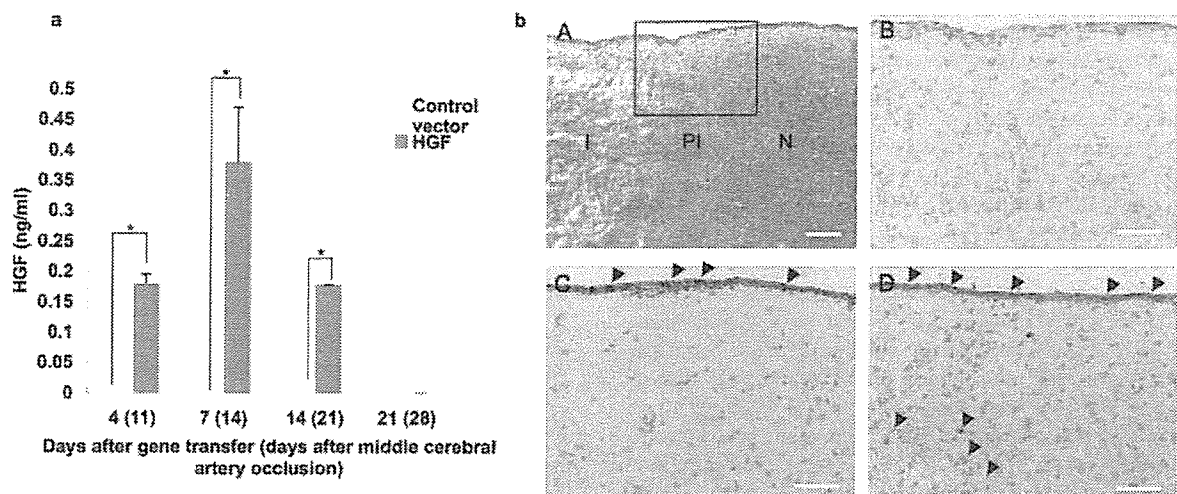 a
0.5
0.45
0.4
0.35
0.3
0.25
0.2
0.15
0.1
0.05
0
HGF (ng/ml)
*
*
*
Control
vector
HGF
4 (11)
7 (14)
14 (21)
21 (28)
Days after gene transfer (days after middle cerebral
artery occlusion)
b
A
I
PI
N
B
C
D